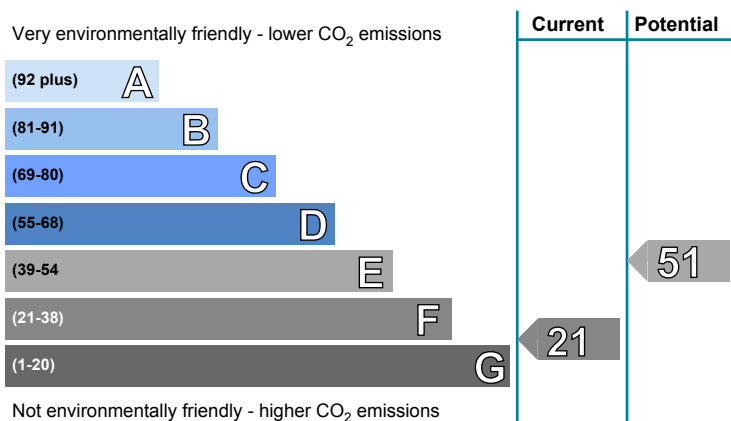 Very environmentally friendly - lower CO₂ emissions
Current
Potential
(92 plus) A
(81-91) B
(69-80) C
(55-68) D
(39-54 E
51
(21-38) F
21
(1-20) G
Not environmentally friendly - higher CO₂ emissions